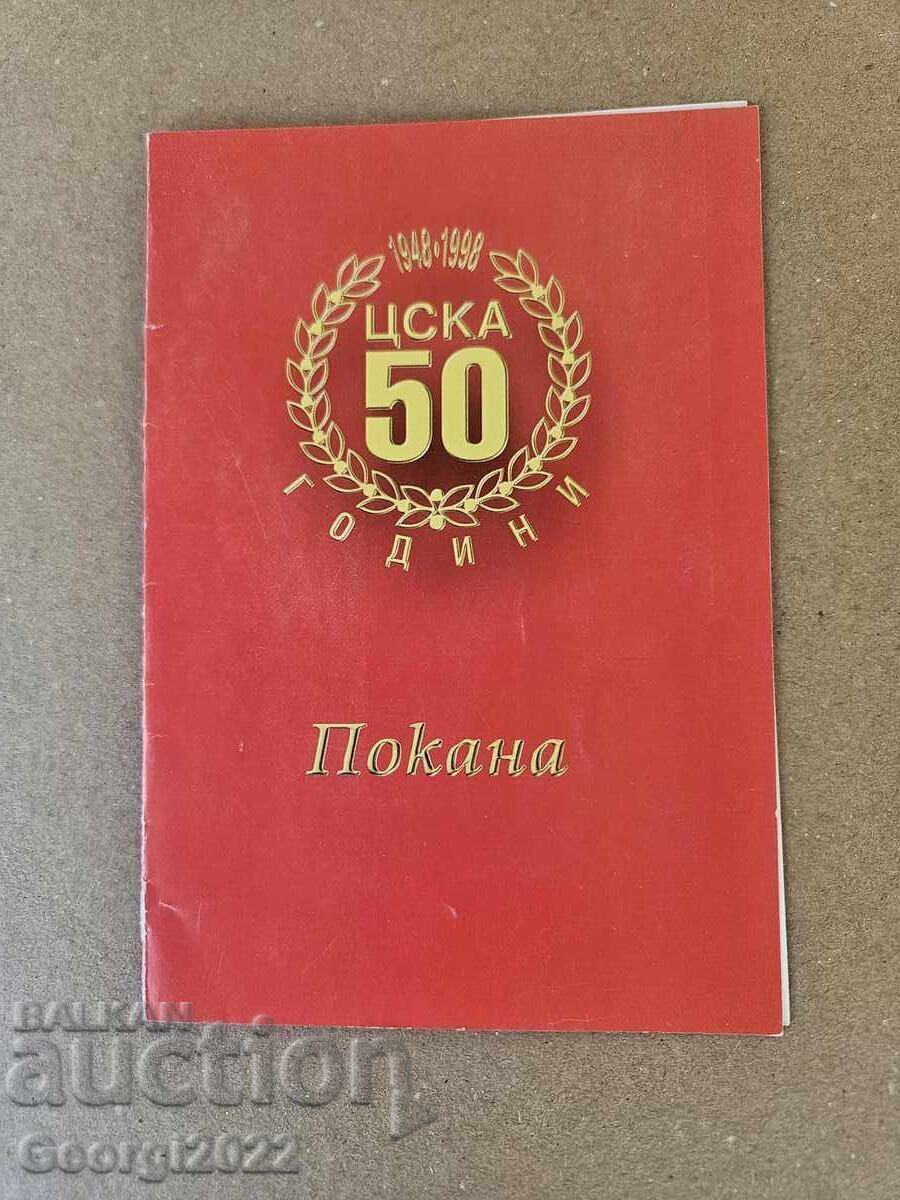 1948•1998
ЦСКА
50
ГОДИНИ
Покана
BALKAN
auction
Georgi2022